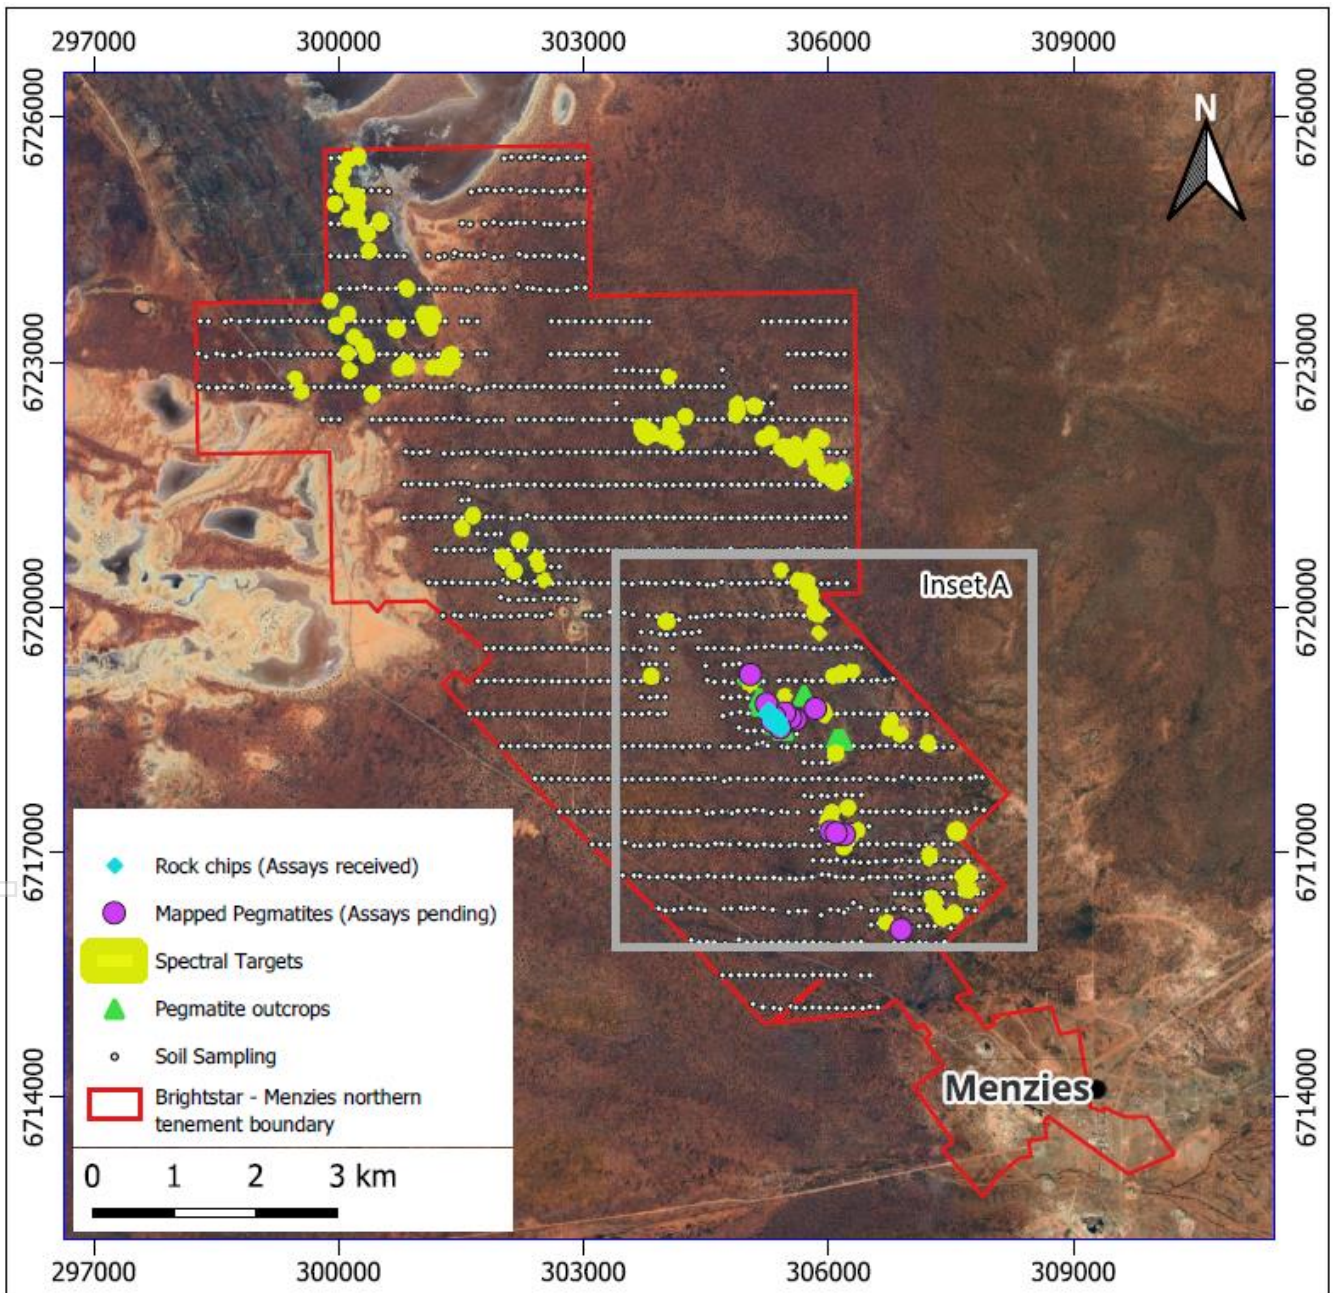 297000 300000 303000 306000 309000
6726000 6726000
N
6723000 6723000
6720000 6720000
Inset A
6717000 6717000
Rock chips (Assays received)
Mapped Pegmatites (Assays pending)
Spectral Targets
Pegmatite outcrops
Soil Sampling
Brightstar - Menzies northern
tenement boundary
Menzies
6714000 6714000
0 1 2 3 km
297000 300000 303000 306000 309000